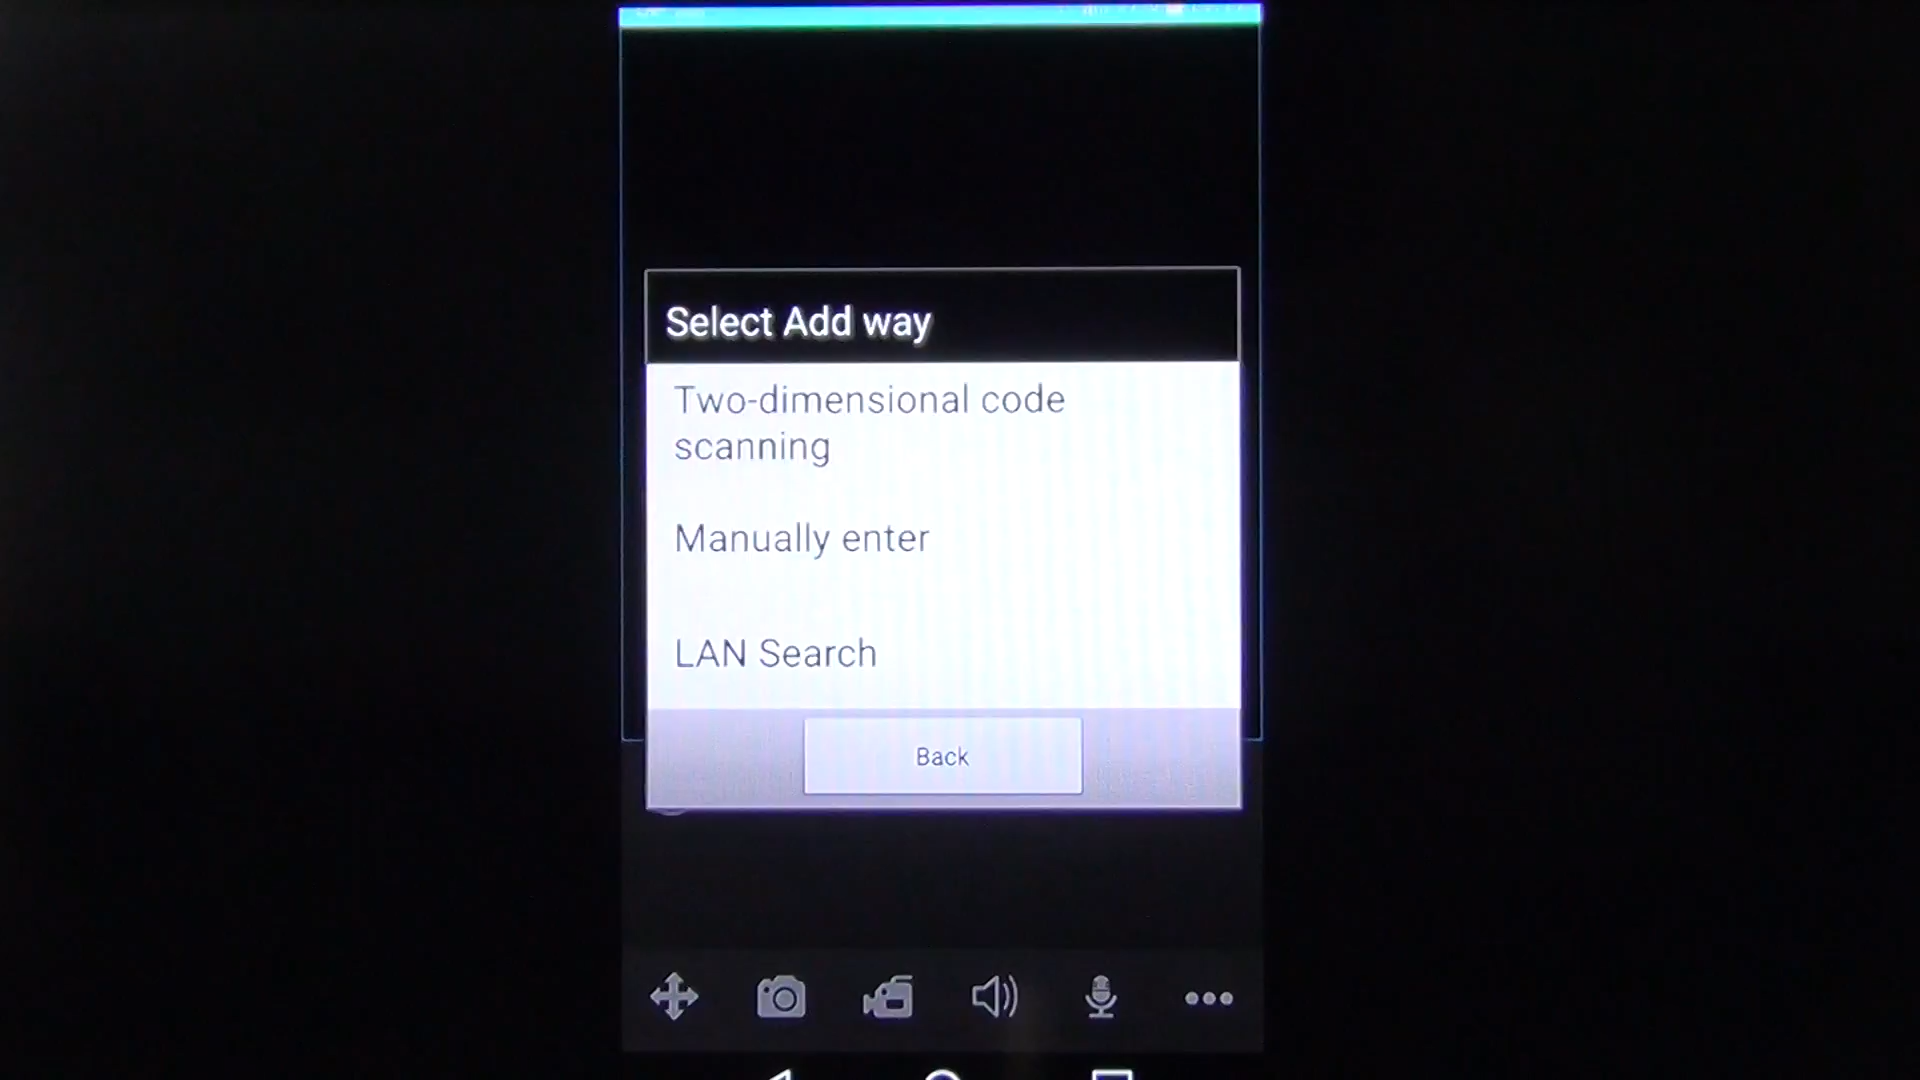 Select Add way
Two-dimensional code
scanning
Manually enter
LAN Search
Back